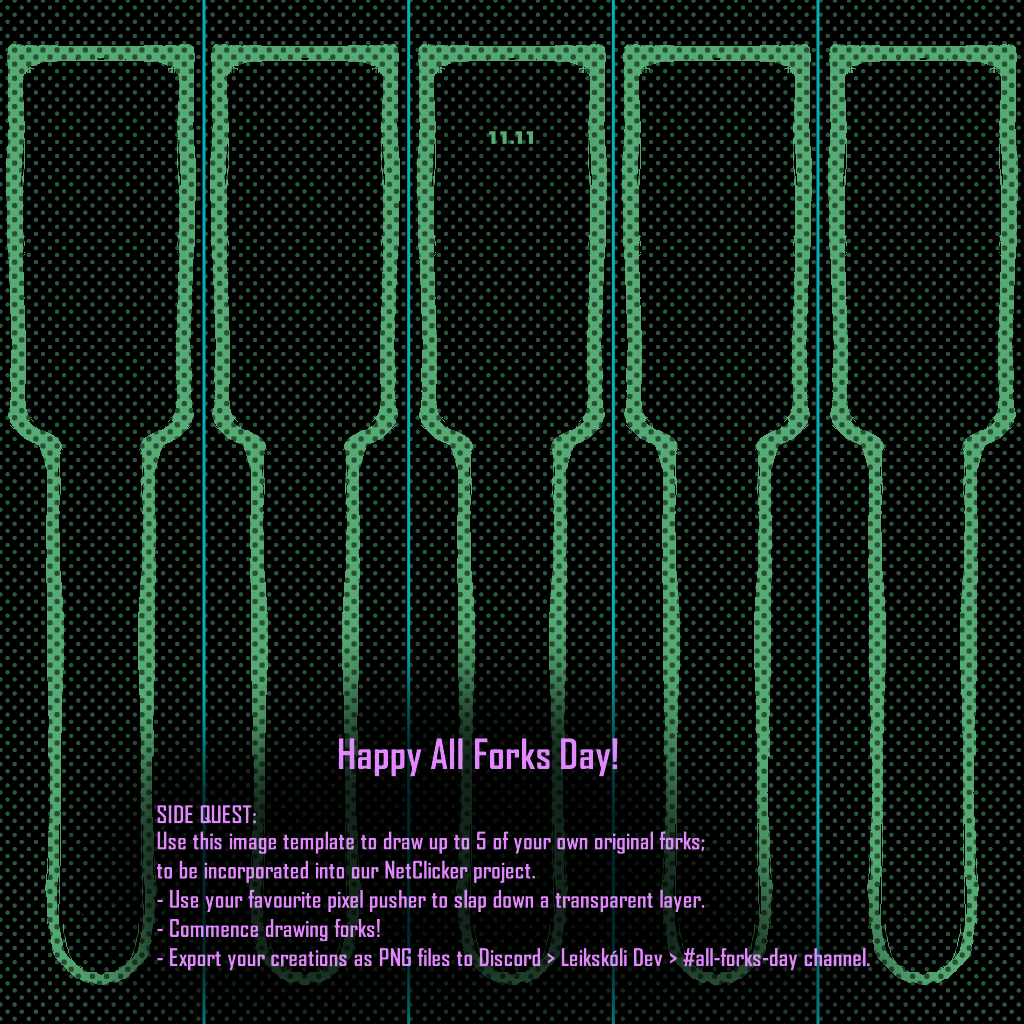 11.11
Happy All Forks Day!
SIDE QUEST:
Use this image template to draw up to 5 of your own original forks;
to be incorporated into our NetClicker project.
- Use your favourite pixel pusher to slap down a transparent layer.
- Commence drawing forks!
- Export your creations as PNG files to Discord > Leikskóli Dev > #all-forks-day channel.